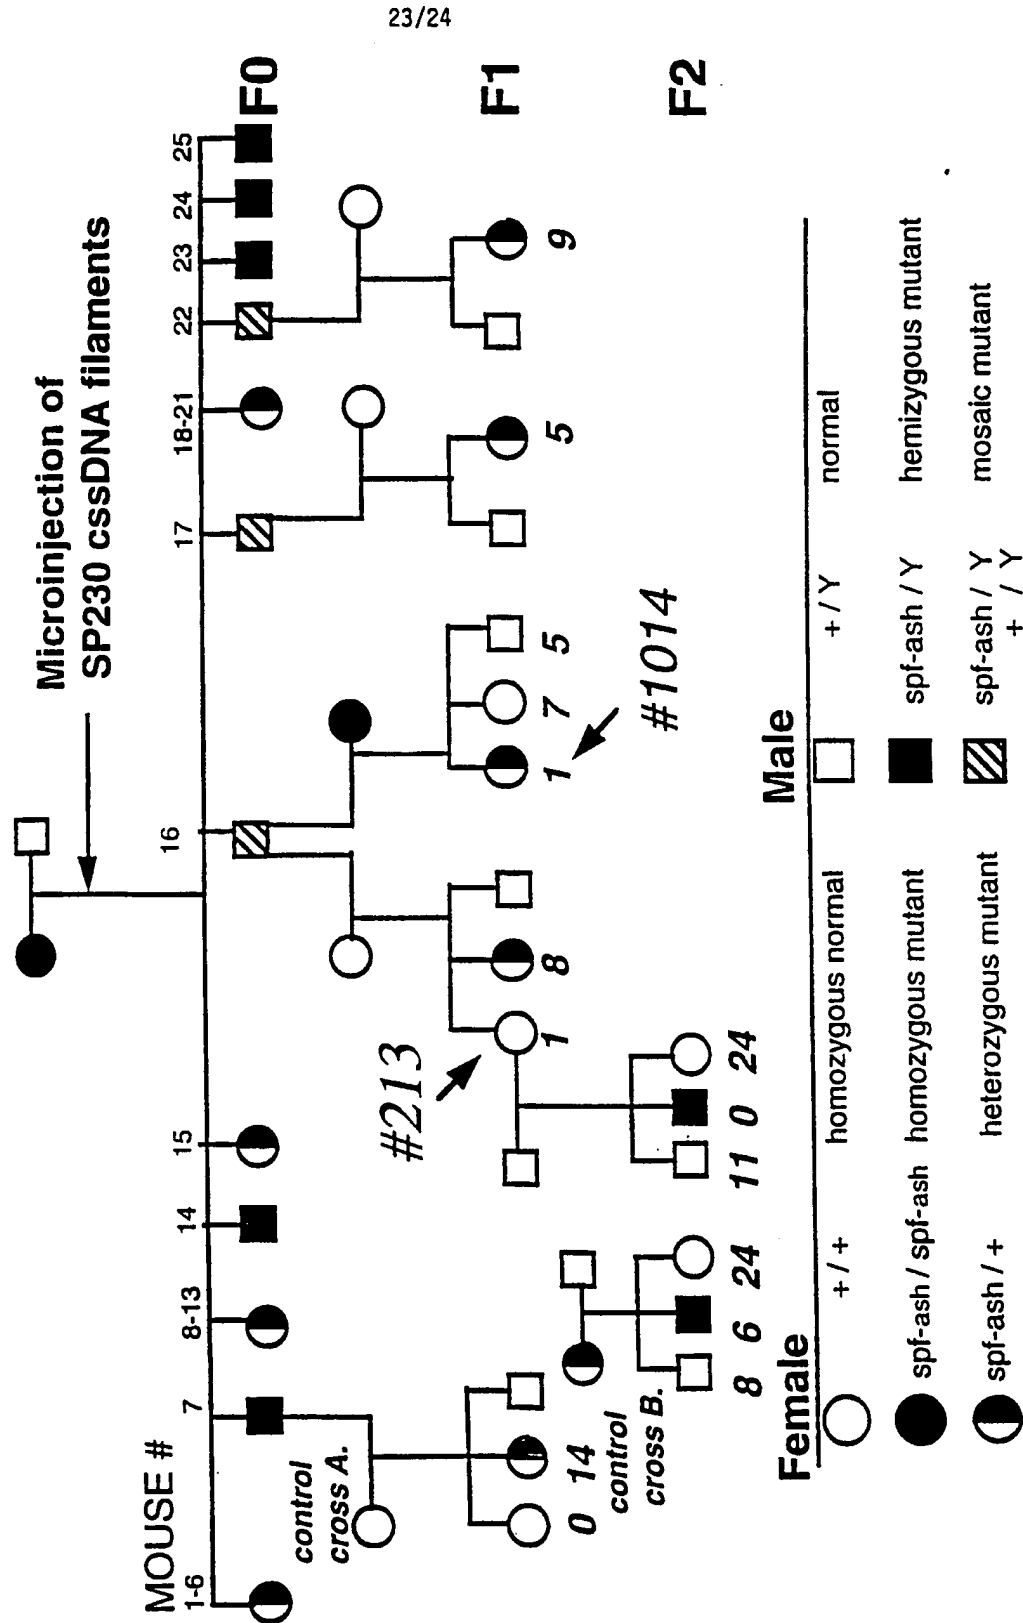 23/24
Microinjection of
SP230 cssDNA filaments
MOUSE #
1-6
7
8-13
14
15
16
17
18-21
22
23
24
25
F0
control
cross A.
F1
0 14
#213
1
8
1
7
5
#1014
5
9
control
cross B.
F2
8 6 24
11 0 24
Female
Male
+ / + homozygous normal
+ / Y normal
spf-ash / spf-ash homozygous mutant
spf-ash / Y hemizygous mutant
spf-ash / + heterozygous mutant
spf-ash / Y mosaic mutant
+ / Y